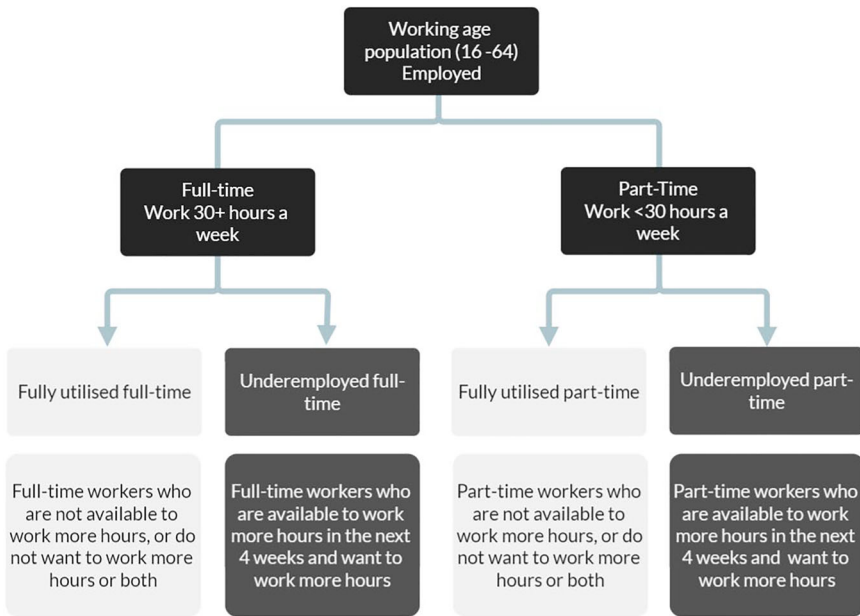 Working age
population (16 -64)
Employed
Full-time
Work 30+ hours a
week
Part-Time
Work <30 hours a
week
Fully utilised full-time
Underemployed full-
time
Fully utilised part-time
Underemployed part-
time
Full-time workers who
are not available to
work more hours, or do
not want to work more
hours or both
Full-time workers who
are available to work
more hours in the next
4 weeks and want to
work more hours
Part-time workers who
are not available to
work more hours, or do
not want to work more
hours or both
Part-time workers who
are available to work
more hours in the next
4 weeks and  want to
work more hours